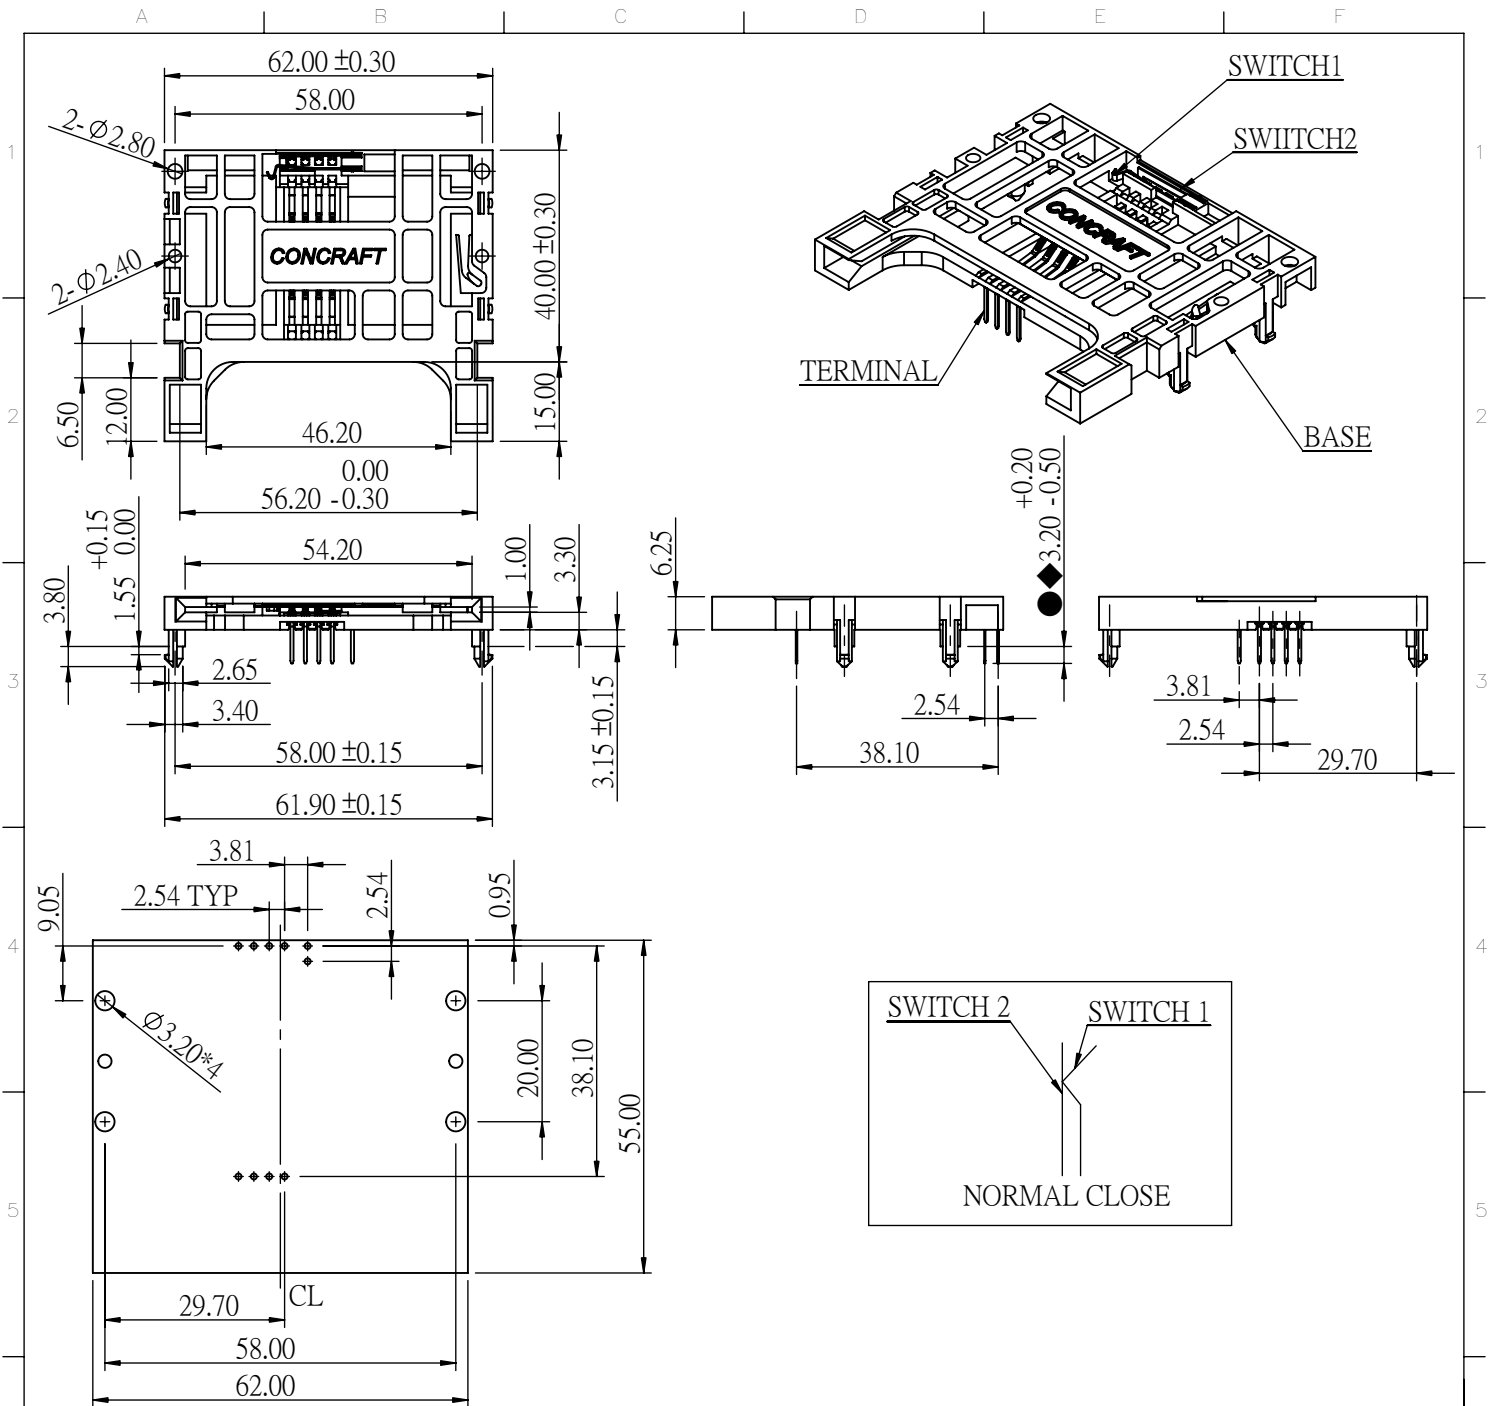 A B C D E F
62.00 ±0.30
58.00
2-Ø2.80
2-Ø2.40
CONCRAFT
40.00 ±0.30
15.00
6.50
12.00
46.20
0.00
56.20 -0.30
SWITCH1
SWIITCH2
CONCRAFT
TERMINAL
BASE
1 1
2 2
3.80
+0.15
1.55 0.00
54.20
1.00
3.30
2.65
3.40
58.00 ±0.15
61.90 ±0.15
3.15 ±0.15
6.25
+0.20
3.20 -0.50
2.54
38.10
3.81
2.54
29.70
3 3
3.81
2.54 TYP
2.54
0.95
9.05
Ø3.20*4
20.00
38.10
55.00
CL
29.70
58.00
62.00
4 4
SWITCH 2
SWITCH 1
NORMAL CLOSE
5 5